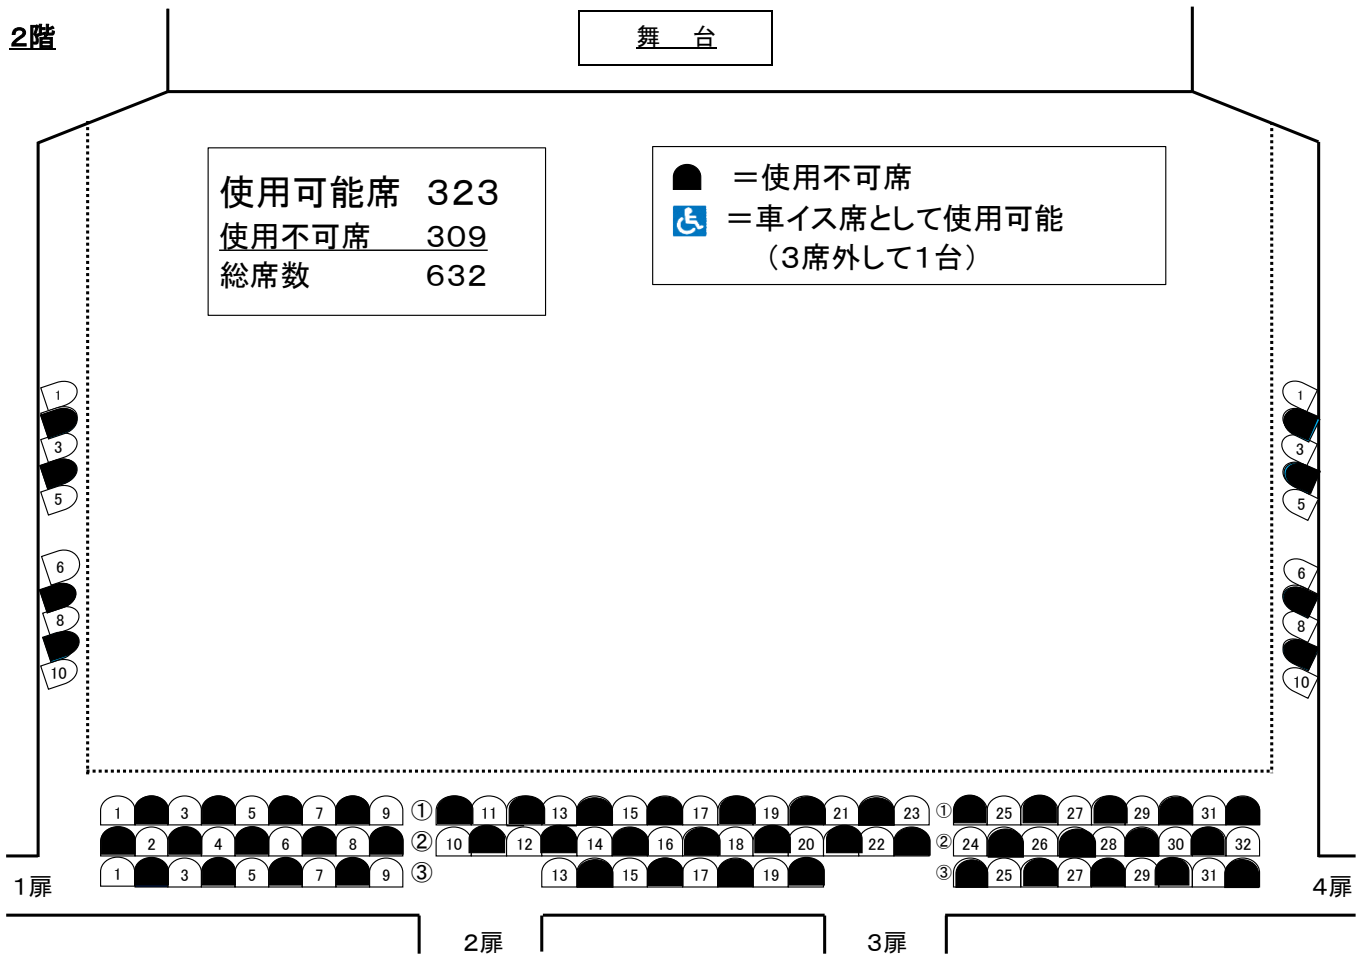 2階
舞 台
使用可能席 323
使用不可席 309
総席数 632
＝使用不可席
＝車イス席として使用可能
（3席外して1台）
1
3
5
6
8
10
1
3
5
6
8
10
1 3 5 7 9 ① 11 13 15 17 19 21 23 ① 25 27 29 31
2 4 6 8 ② 10 12 14 16 18 20 22 ② 24 26 28 30 32
1 3 5 7 9 ③ 13 15 17 19 ③ 25 27 29 31
1扉
4扉
2扉
3扉